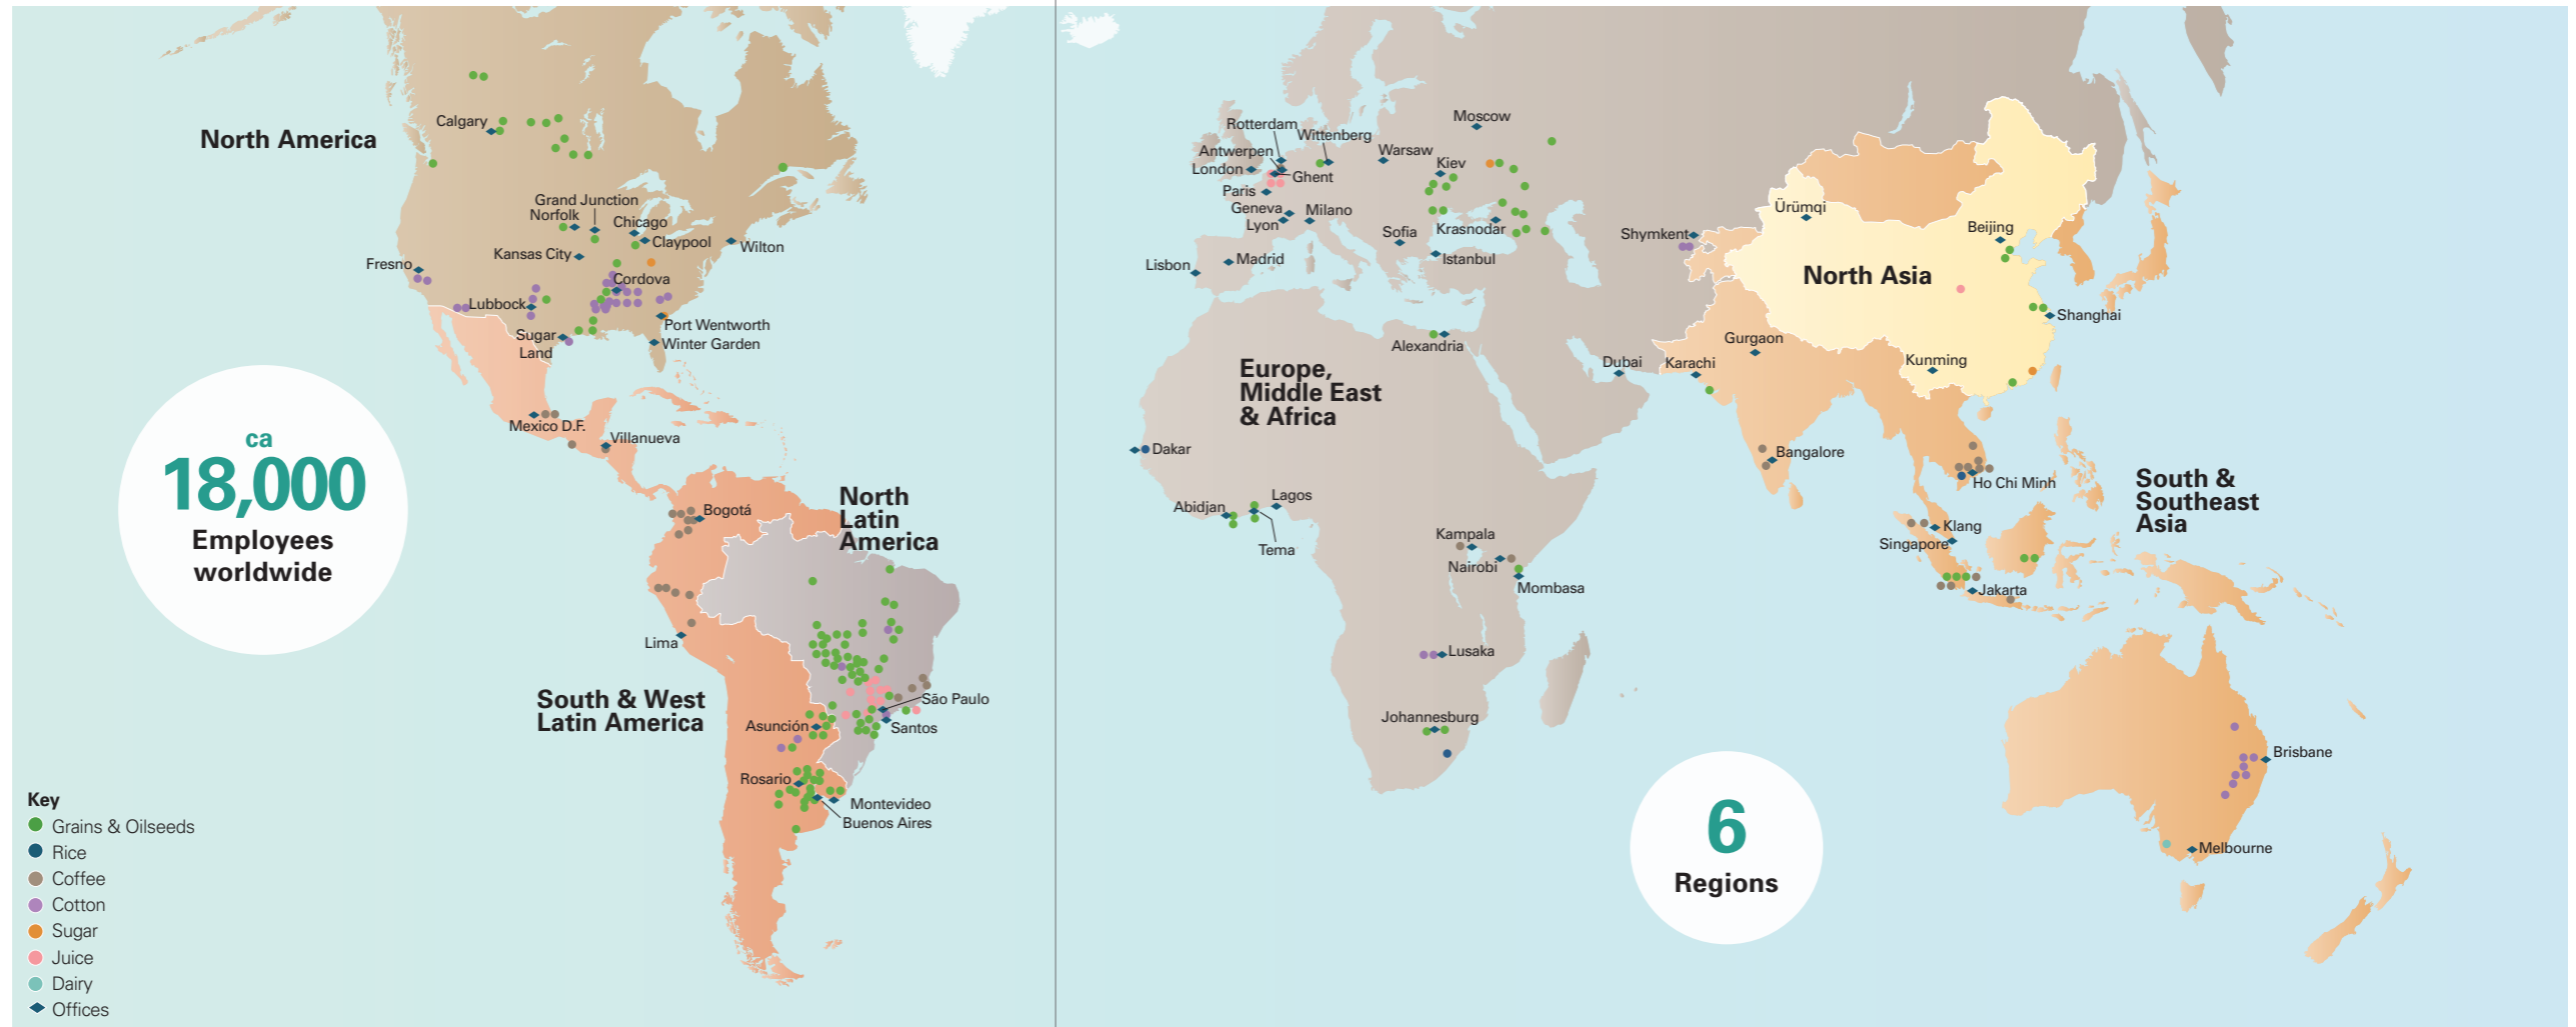 North America
Calgary
Grand Junction
Norfolk
Chicago
Claypool
Wilton
Kansas City
Fresno
Cordova
Lubbock
Sugar
Land
Port Wentworth
Winter Garden
Mexico D.F.
Villanueva
ca
18,000
Employees
worldwide
North
Latin
America
Bogotá
Lima
South & West
Latin America
São Paulo
Santos
Asunción
Rosario
Montevideo
Buenos Aires
Key
Grains & Oilseeds
Rice
Coffee
Cotton
Sugar
Juice
Dairy
Offices
Moscow
Rotterdam
Wittenberg
Antwerpen
Warsaw
London
Kiev
Ghent
Paris
Geneva
Milano
Lyon
Sofia
Krasnodar
Istanbul
Lisbon
Madrid
Shymkent
Alexandria
Europe,
Middle East
& Africa
Dubai
Dakar
Abidjan
Lagos
Tema
Kampala
Nairobi
Mombasa
Lusaka
Johannesburg
Ürümqi
Beijing
North Asia
Shanghai
Gurgaon
Karachi
Kunming
Bangalore
Ho Chi Minh
South &
Southeast
Asia
Klang
Singapore
Jakarta
Brisbane
Melbourne
6
Regions